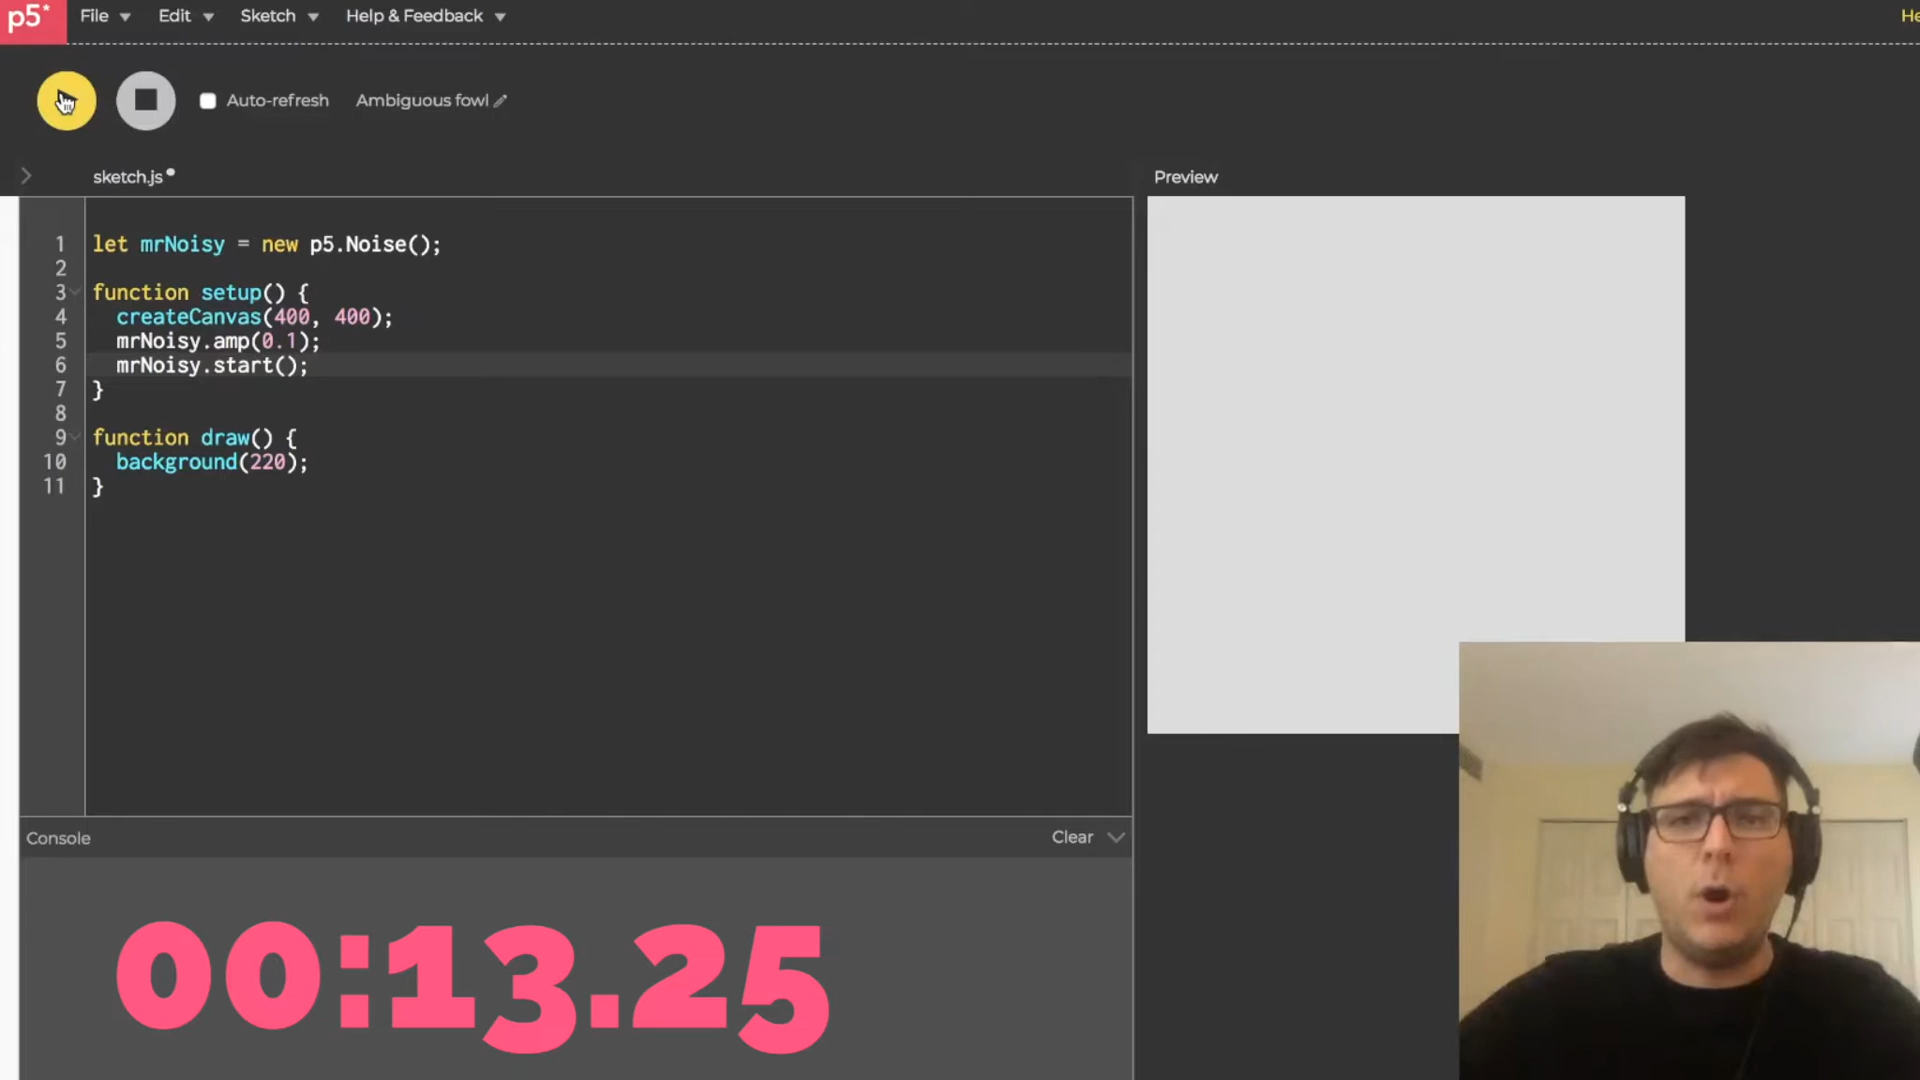 p5* File Edit Sketch Help & Feedback He
Auto-refresh Ambiguous fowl
sketch.js
Preview
1 let mrNoisy = new p5.Noise();
2
3 function setup() {
4 createCanvas(400, 400);
5 mrNoisy.amp(0.1);
6 mrNoisy.start();
7 }
8
9 function draw() {
10 background(220);
11 }
Console
Clear
00:13.25